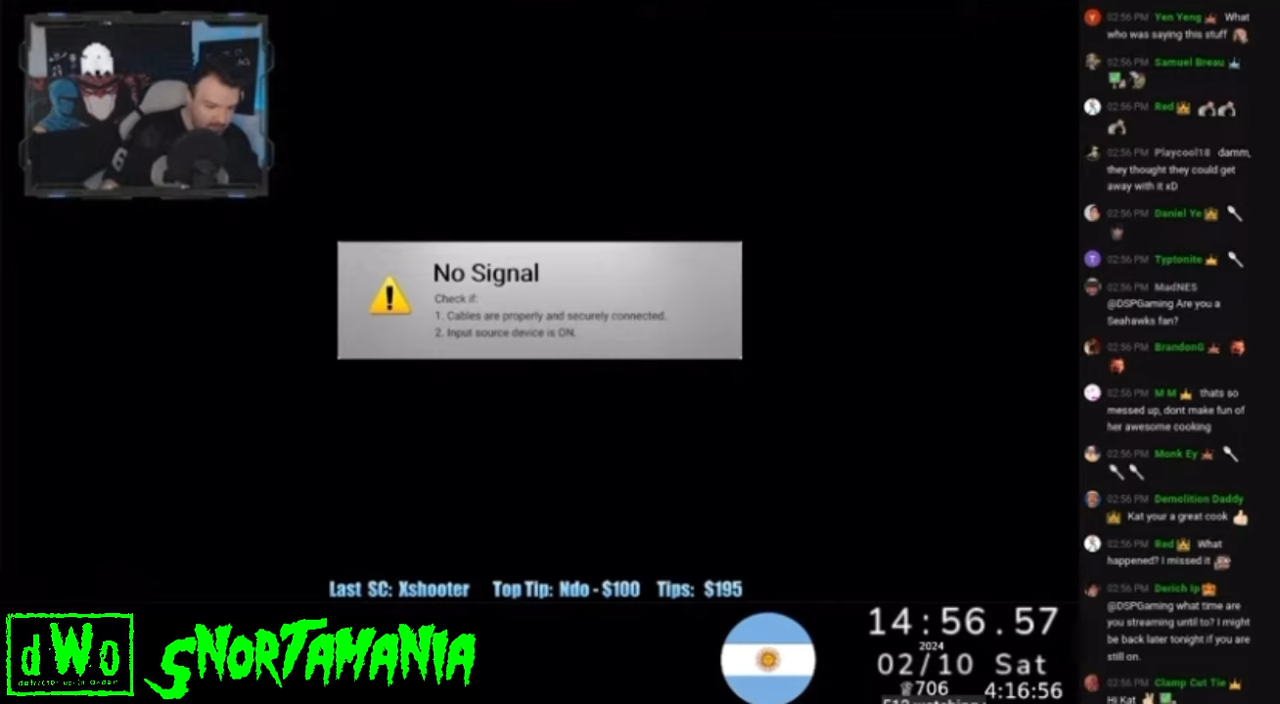 No Signal
Check if:
1. Cables are properly and securely connected.
2. Input source device is ON.
Last SC: Xshooter Top Tip: Ndo - $100 Tips: $195
dWo
SNORTAMANIA
14:56.57
2024
02/10 Sat
706 4:16:56
watching
02:56 PM Yen Yeng What
who was saying this stuff
02:56 PM Samuel Breau
02:56 PM Red
02:56 PM Playcool18 damm,
they thought they could get
away with it xD
02:56 PM Daniel Ye
02:56 PM Typtonite
02:56 PM MadNES
@DSPGaming Are you a
Seahawks fan?
02:56 PM BrandonG
02:56 PM M M thats so
messed up, dont make fun of
her awesome cooking
02:56 PM Monk Ey
02:56 PM Demolition Daddy
Kat your a great cook
02:56 PM Red What
happened? I missed it
02:56 PM Derich Ip
@DSPGaming what time are
you streaming until? I might
be back later tonight if you are
still on.
02:56 PM Clamp Cut Tie
Hi Kat